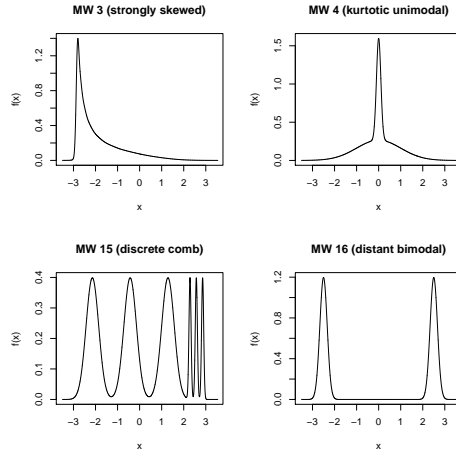 MW 3 (strongly skewed)
f(x)
0.0 0.4 0.8 1.2
−3 −2 −1 0 1 2 3
x
MW 4 (kurtotic unimodal)
f(x)
0.0 0.4 0.8 1.2
−3 −2 −1 0 1 2 3
x
MW 15 (discrete comb)
f(x)
0.0 0.1 0.2 0.3 0.4
−3 −2 −1 0 1 2 3
x
MW 16 (distant bimodal)
f(x)
0.0 0.4 0.8 1.2
−3 −2 −1 0 1 2 3
x